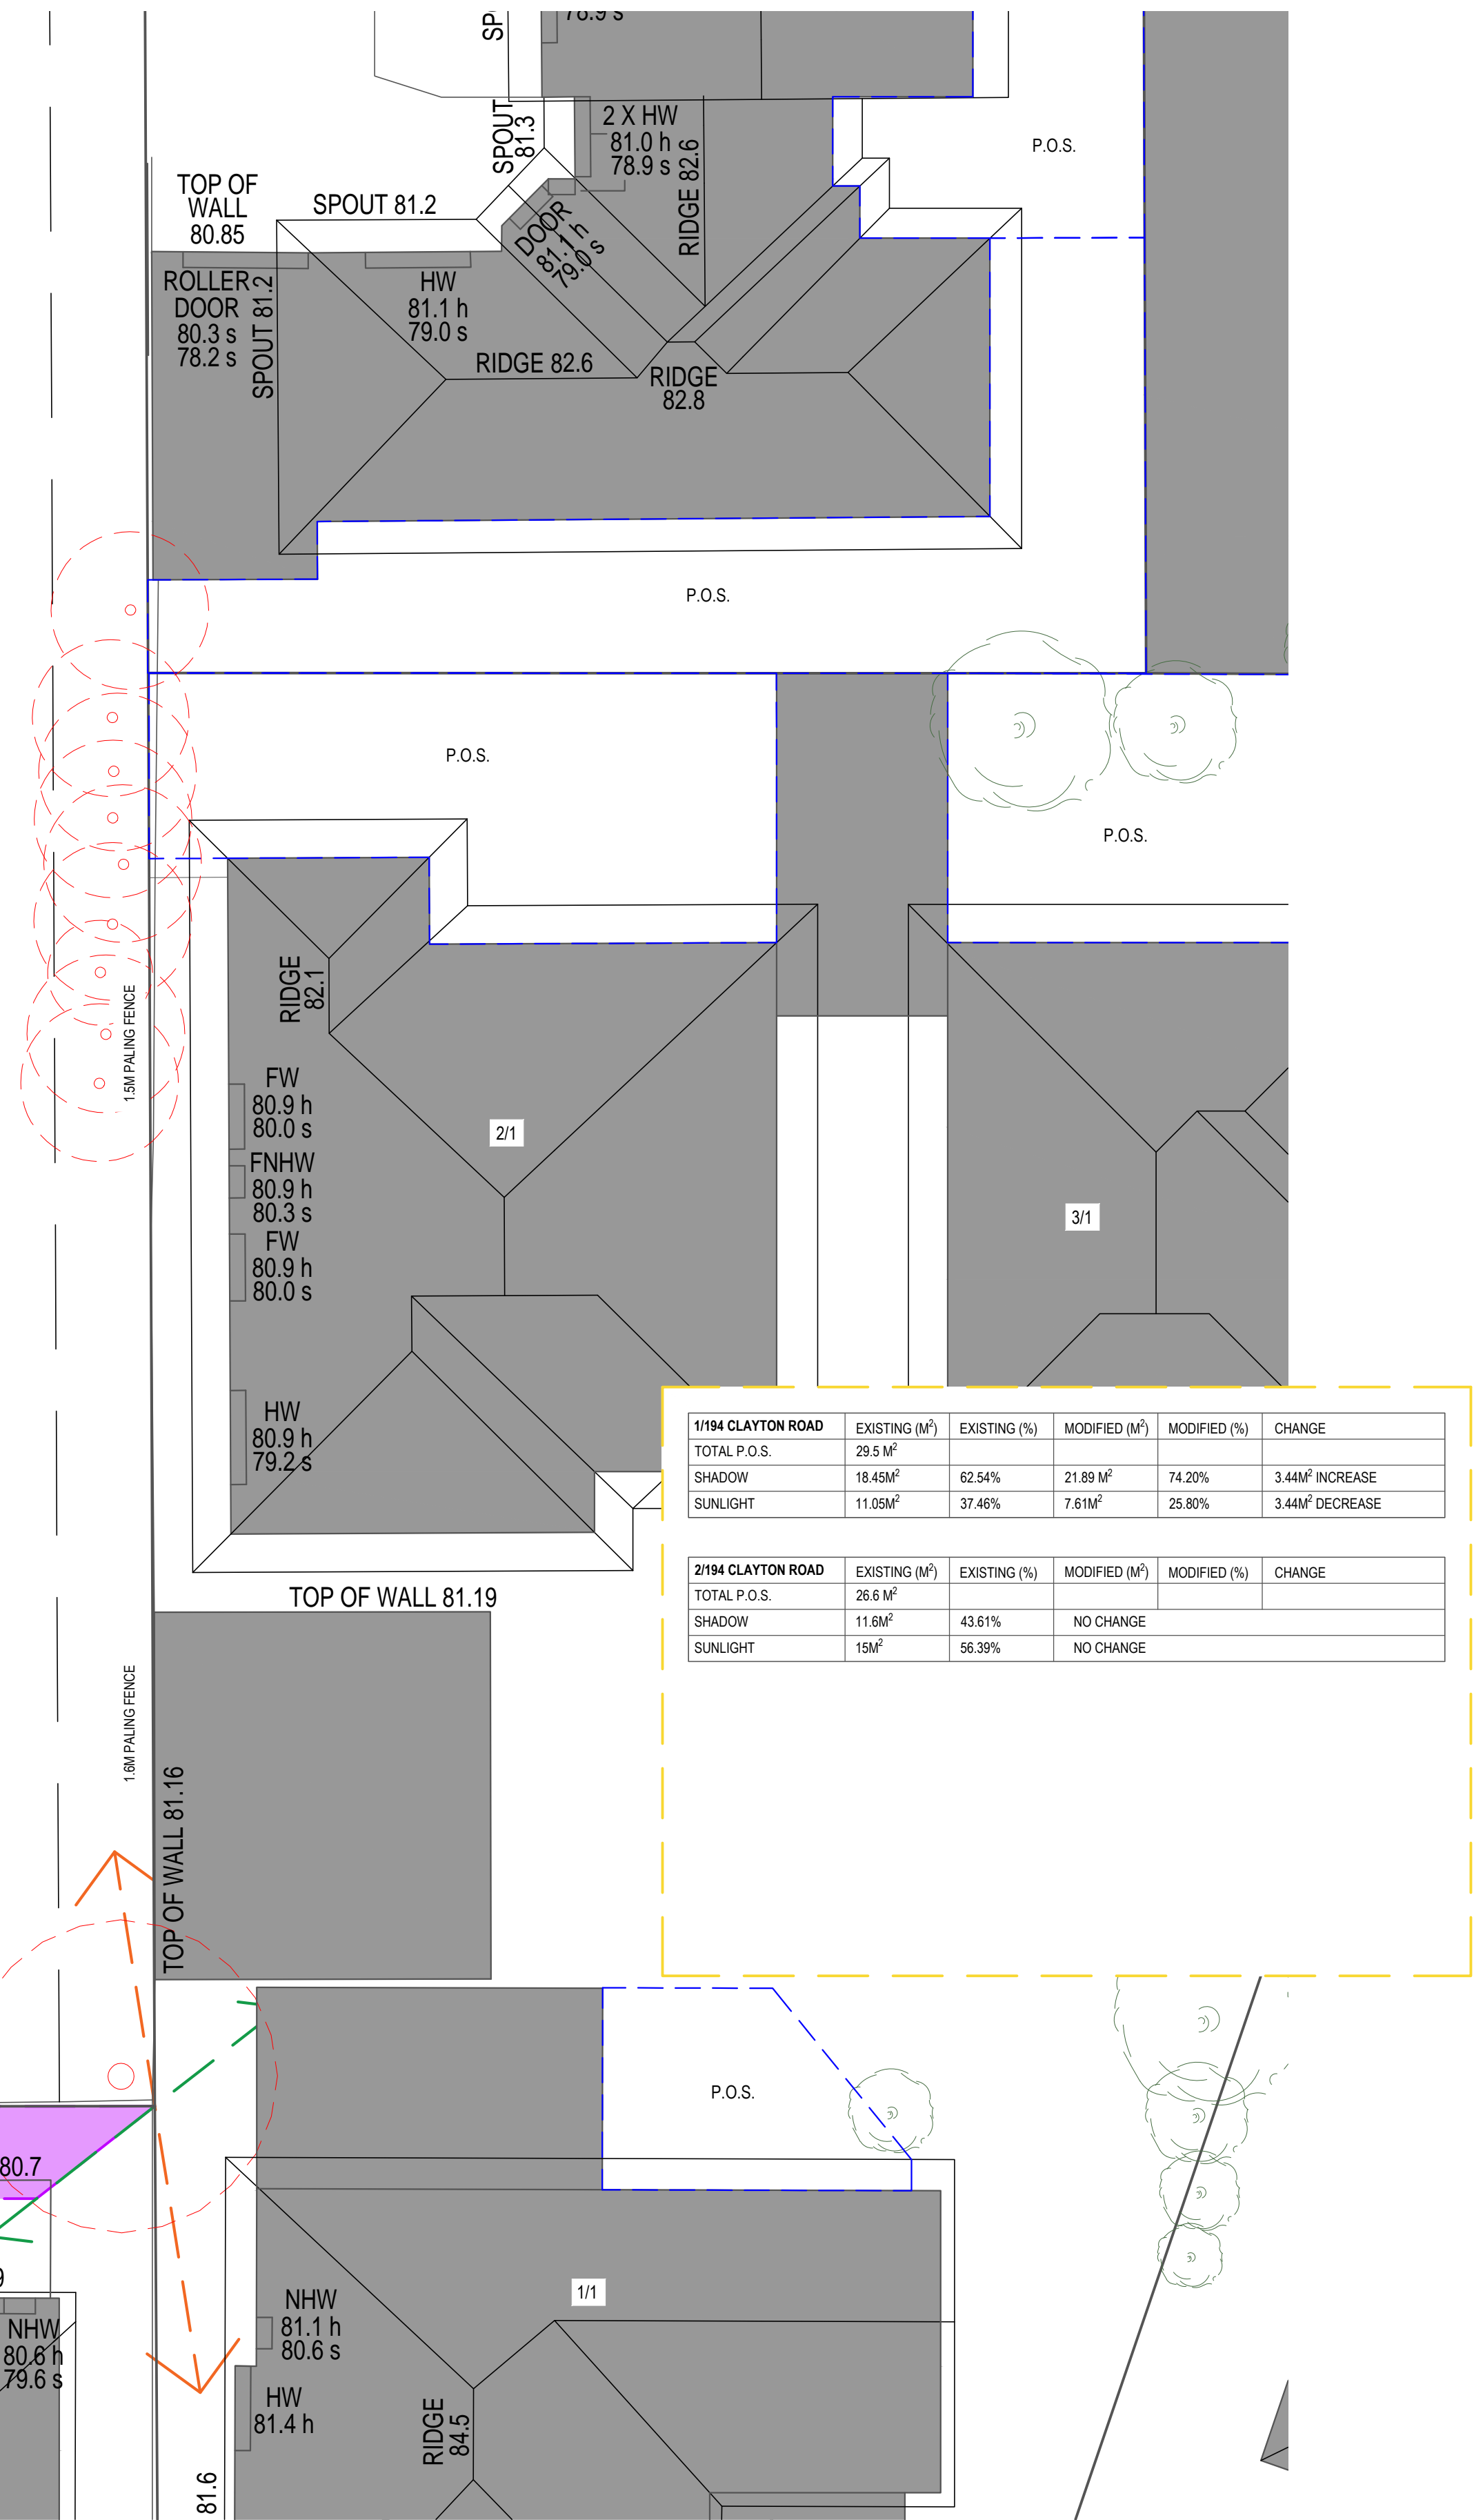 SP
78.9 s
SPOUT
81.3
2 X HW
81.0 h
78.9 s
RIDGE 82.6
P.O.S.
TOP OF
WALL
80.85
SPOUT 81.2
DOOR
81.1 h
79.0 s
ROLLER
DOOR
80.3 s
78.2 s
SPOUT 81.2
HW
81.1 h
79.0 s
RIDGE 82.6
RIDGE
82.8
P.O.S.
P.O.S.
P.O.S.
RIDGE
82.1
1.5M PALING FENCE
FW
80.9 h
80.0 s
2/1
FNHW
80.9 h
80.3 s
3/1
FW
80.9 h
80.0 s
HW
80.9 h
79.2 s
1/194 CLAYTON ROAD EXISTING (M²) EXISTING (%) MODIFIED (M²) MODIFIED (%) CHANGE
TOTAL P.O.S. 29.5 M²
SHADOW 18.45M² 62.54% 21.89 M² 74.20% 3.44M² INCREASE
SUNLIGHT 11.05M² 37.46% 7.61M² 25.80% 3.44M² DECREASE
2/194 CLAYTON ROAD EXISTING (M²) EXISTING (%) MODIFIED (M²) MODIFIED (%) CHANGE
TOTAL P.O.S. 26.6 M²
SHADOW 11.6M² 43.61% NO CHANGE
SUNLIGHT 15M² 56.39% NO CHANGE
TOP OF WALL 81.19
1.6M PALING FENCE
TOP OF WALL 81.16
P.O.S.
80.7
9
NHW
81.1 h
80.6 s
1/1
NHW
80.6 h
79.6 s
HW
81.4 h
RIDGE
84.5
81.6